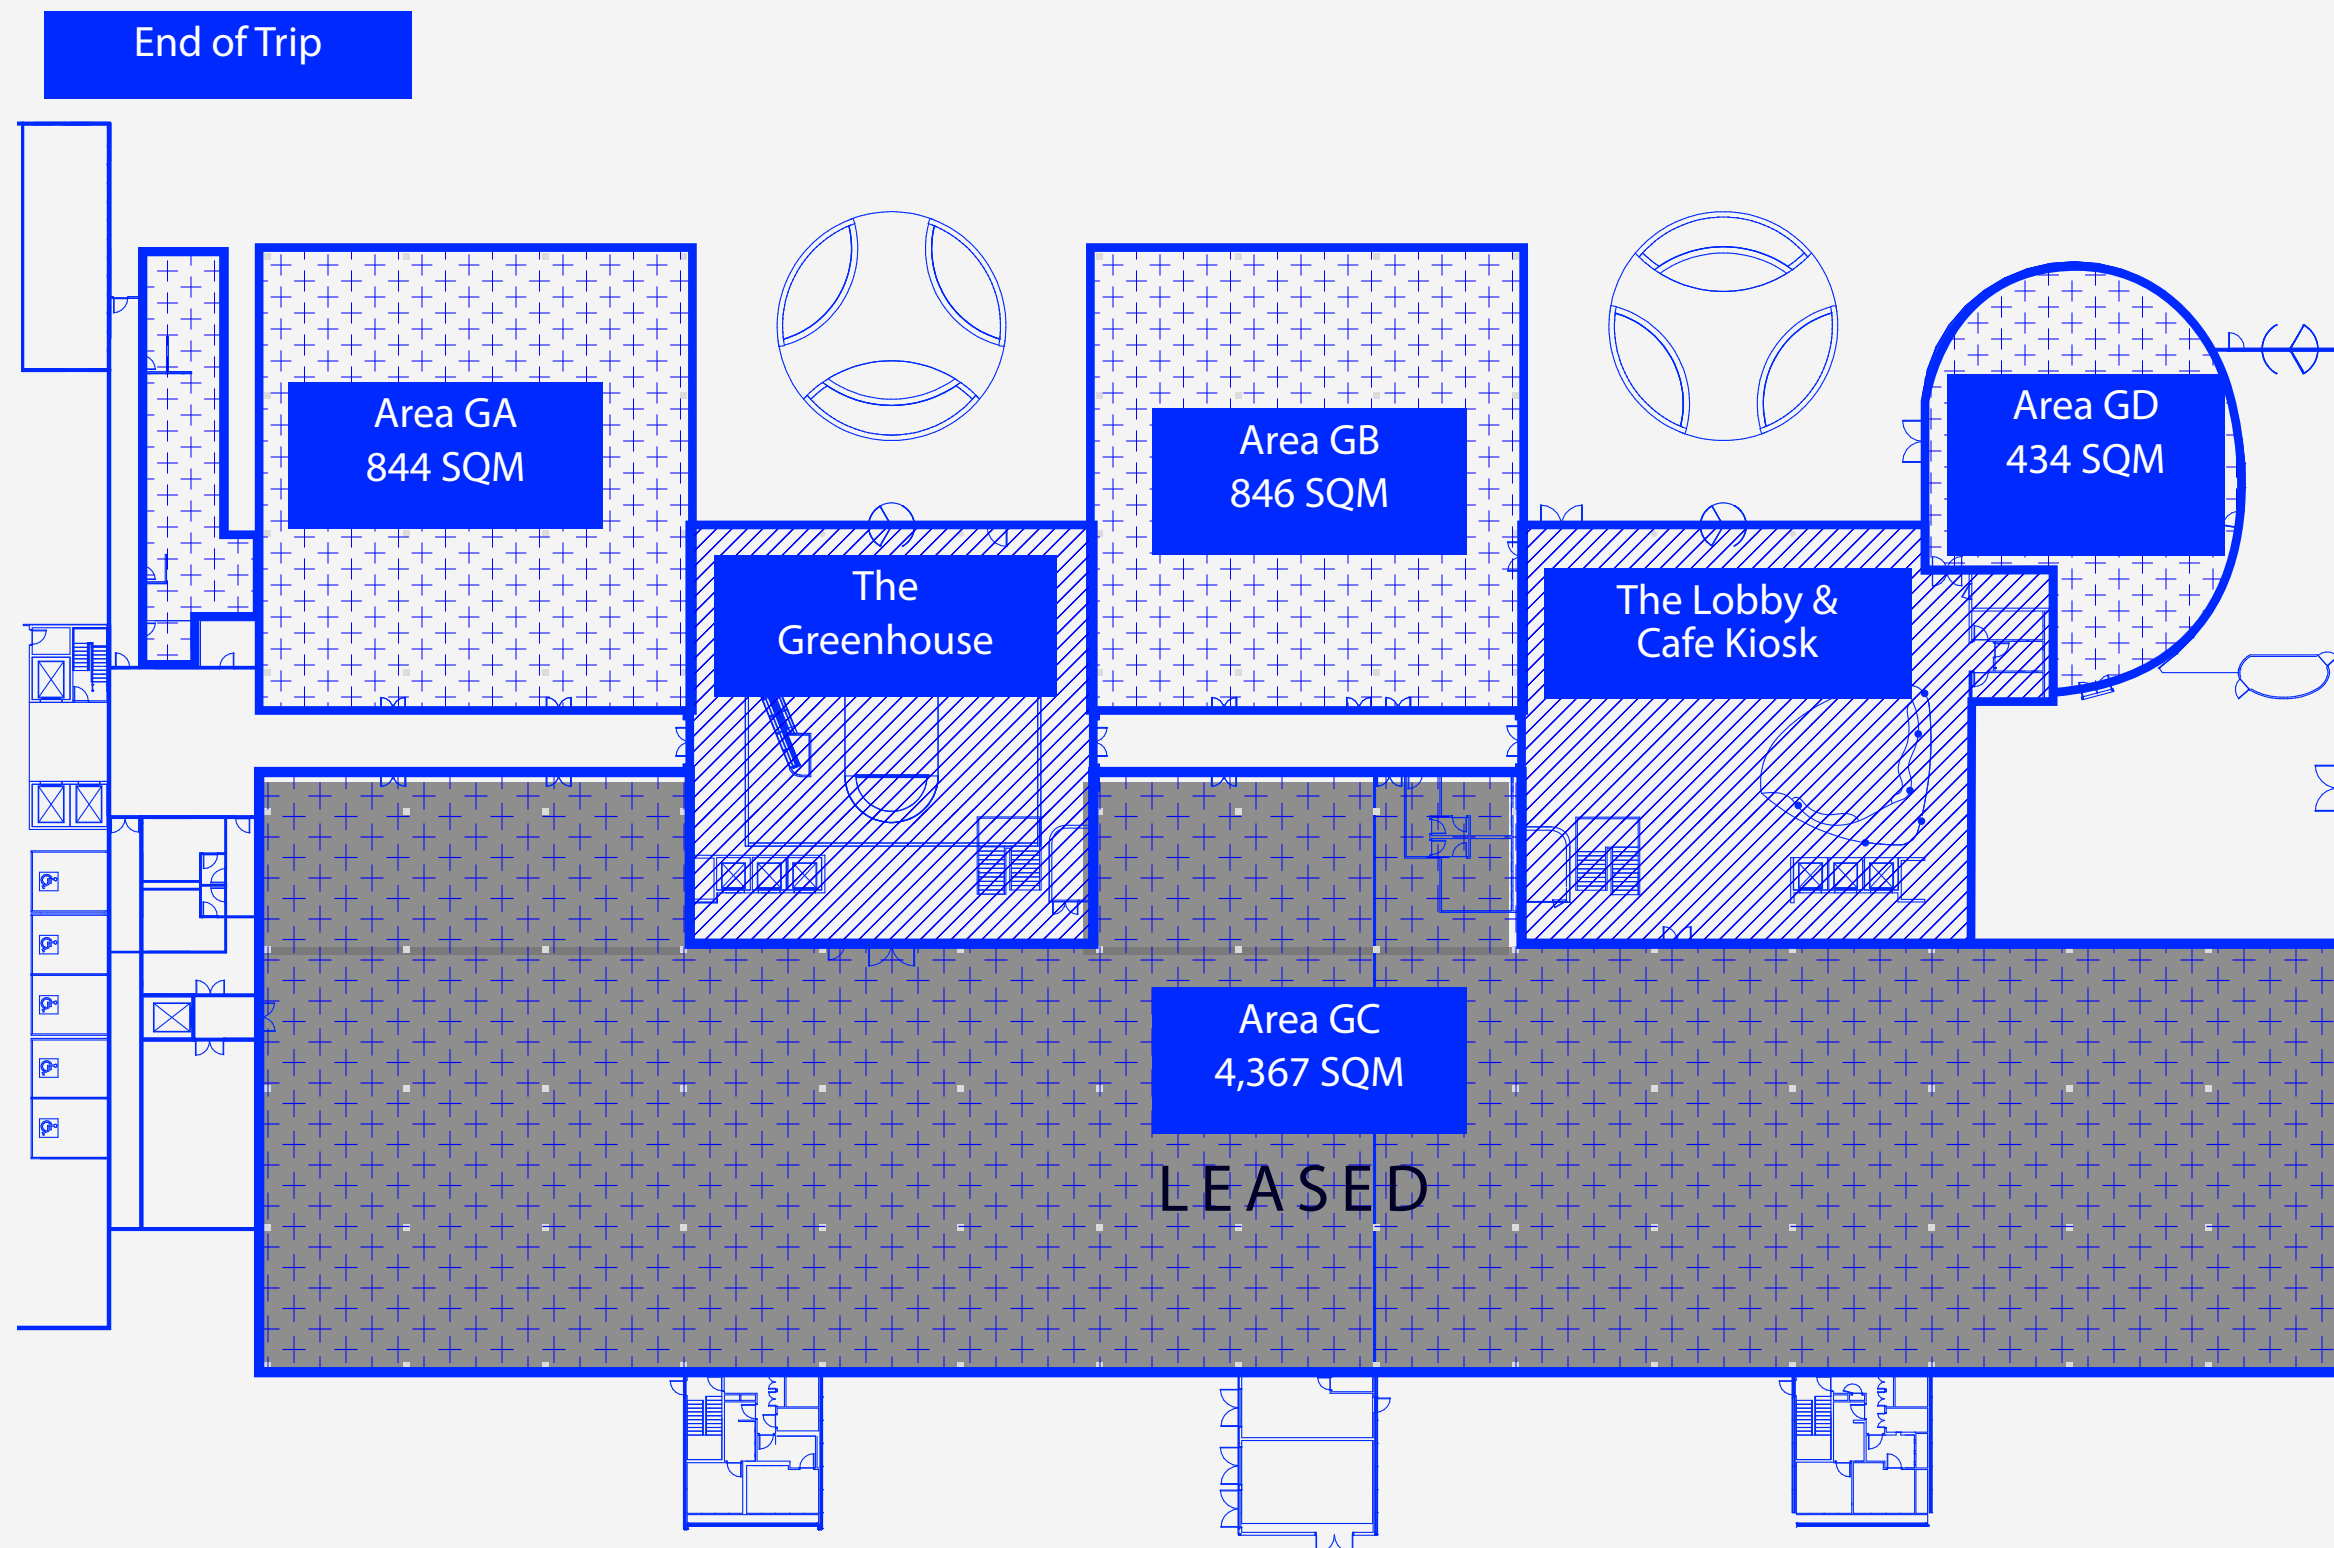 End of Trip
Area GA
844 SQM
Area GB
846 SQM
Area GD
434 SQM
The
Greenhouse
The Lobby &
Cafe Kiosk
Area GC
4,367 SQM
LEASED